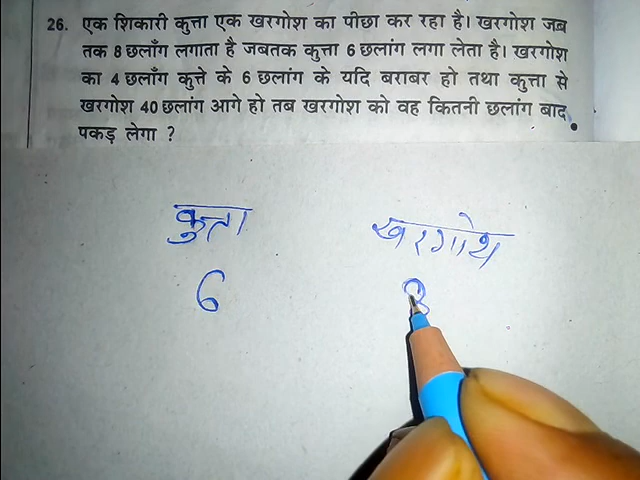 26. एक शिकारी कुत्ता एक खरगोश का पीछा कर रहा है। खरगोश जब
तक 8 छलाँग लगाता है जबतक कुत्ता 6 छलांग लगा लेता है। खरगोश
का 4 छलाँग कुत्ते के 6 छलांग के यदि बराबर हो तथा कुत्ता से
खरगोश 40 छलांग आगे हो तब खरगोश को वह कितनी छलांग बाद
पकड़ लेगा ?
कुत्ता खरगोश
6 8